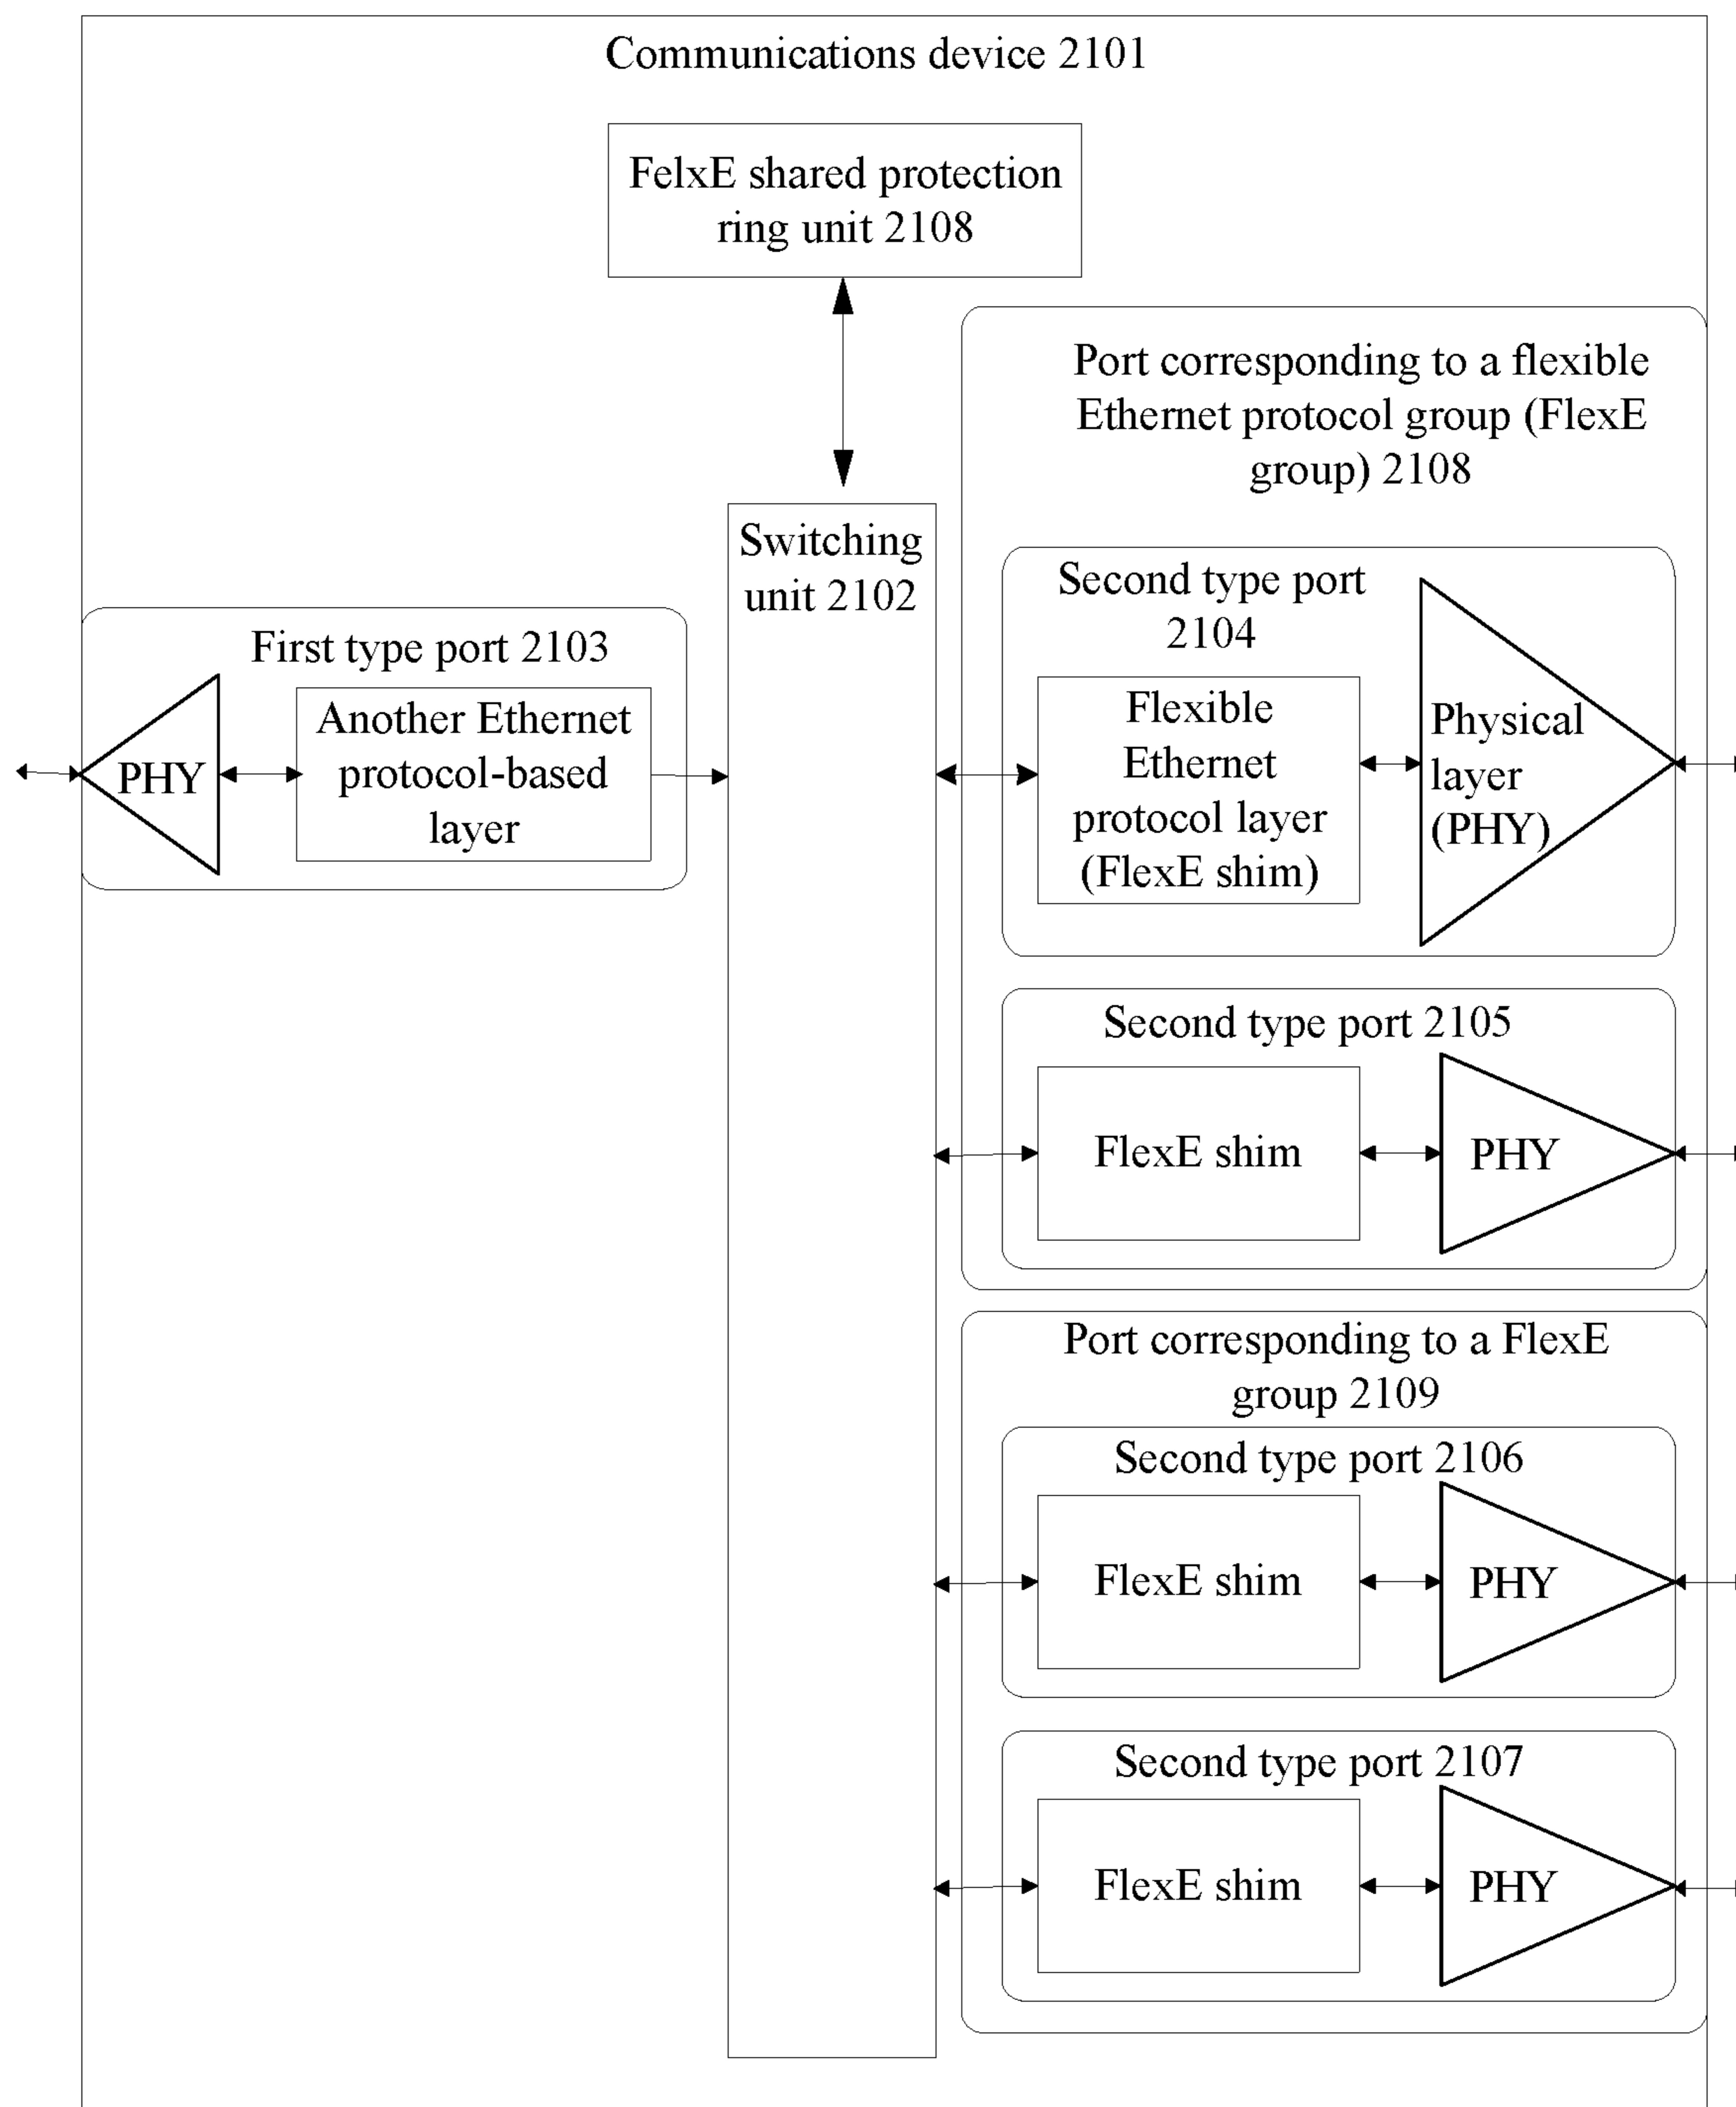 Communications device 2101
FelxE shared protection
ring unit 2108
Port corresponding to a flexible
Ethernet protocol group (FlexE
group) 2108
Switching
unit 2102
First type port 2103
PHY
Another Ethernet
protocol-based
layer
Second type port
2104
Flexible
Ethernet
protocol layer
(FlexE shim)
Physical
layer
(PHY)
Second type port 2105
FlexE shim
PHY
Port corresponding to a FlexE
group 2109
Second type port 2106
FlexE shim
PHY
Second type port 2107
FlexE shim
PHY